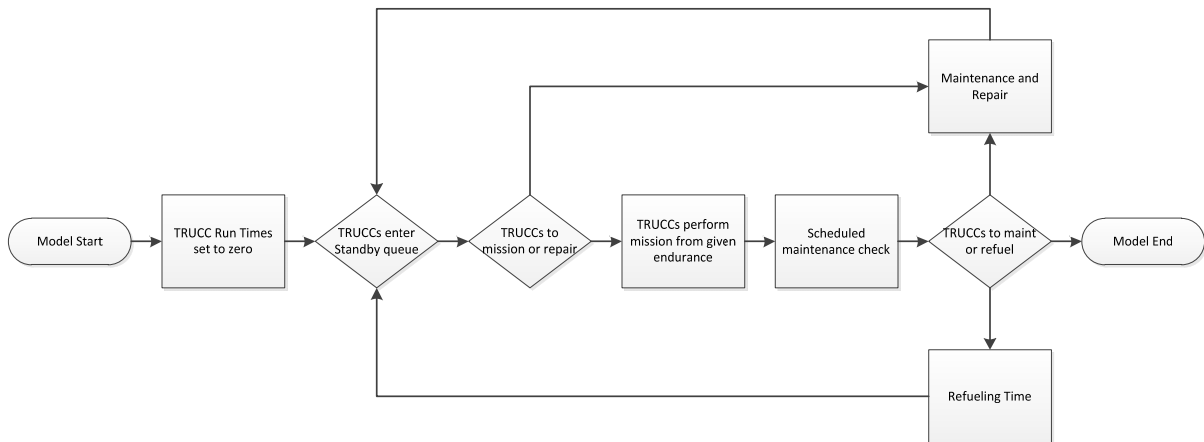 Maintenance and
Repair
Model Start
TRUCC Run Times
set to zero
TRUCCs enter
Standby queue
TRUCCs to
mission or repair
TRUCCs perform
mission from given
endurance
Scheduled
maintenance check
TRUCCs to maint
or refuel
Model End
Refueling Time